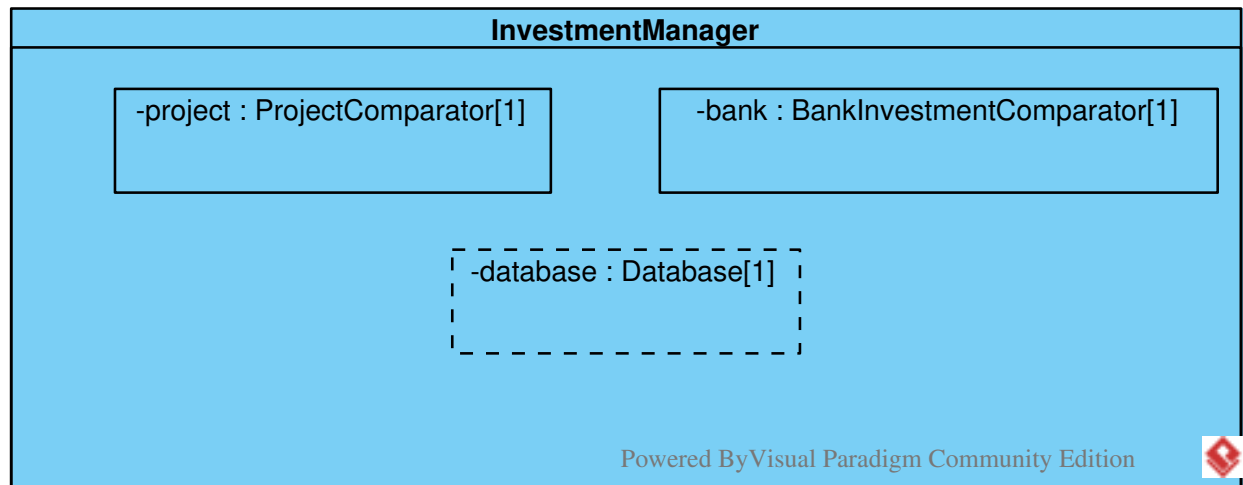 InvestmentManager
-project : ProjectComparator[1]
-bank : BankInvestmentComparator[1]
-database : Database[1]
Powered ByVisual Paradigm Community Edition